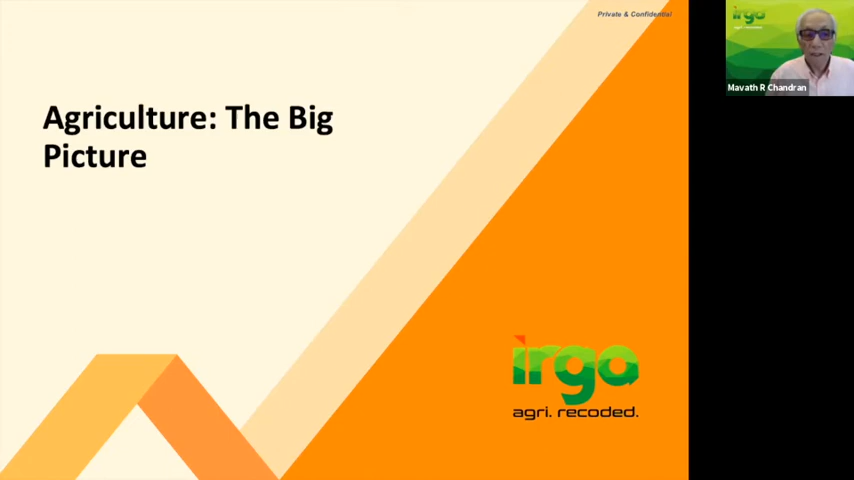 Private & Confidential
Agriculture: The Big
Picture
irga
agri. recoded.
irga
Mavath R Chandran